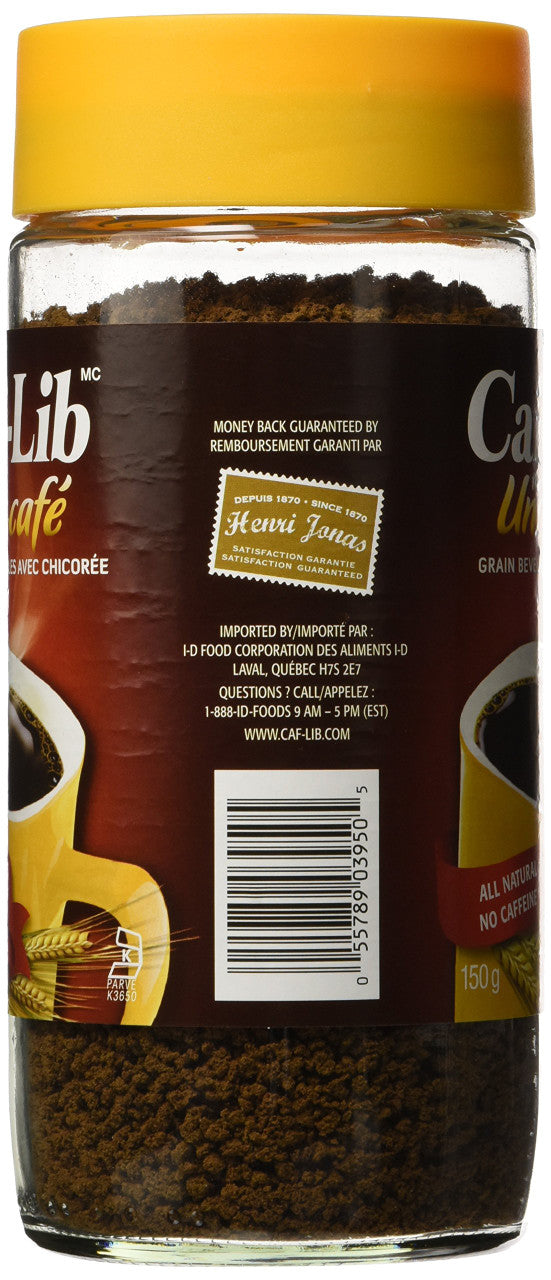 -Lib MC
café
ES AVEC CHICORÉE
MONEY BACK GUARANTEED BY
REMBOURSEMENT GARANTI PAR
DEPUIS 1870 • SINCE 1870
Henri Jonas
SATISFACTION GARANTIE
SATISFACTION GUARANTEED
IMPORTED BY/IMPORTÉ PAR :
I-D FOOD CORPORATION DES ALIMENTS I-D
LAVAL, QUÉBEC H7S 2E7
QUESTIONS ? CALL/APPELEZ :
1-888-ID-FOODS 9 AM – 5 PM (EST)
WWW.CAF-LIB.COM
0 55789 03950 5
K
PARVE
K3650
Ca
Un
GRAIN BEVE
ALL NATURAL
NO CAFFEINE
150 g